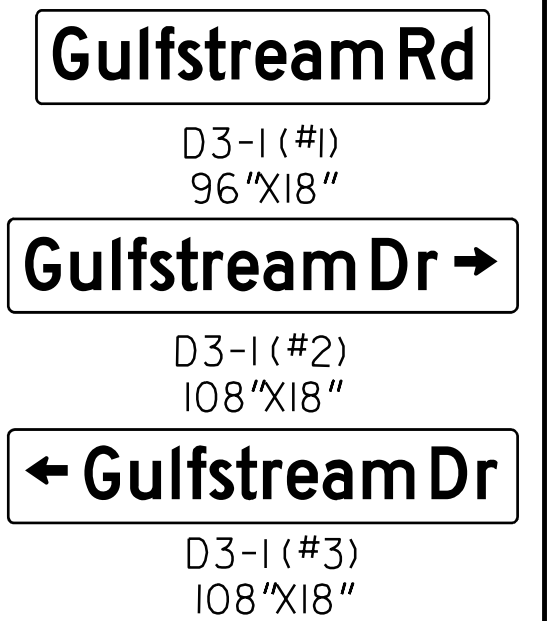 Gulfstream Rd
D3-1(#1)
96"X18"
Gulfstream Dr →
D3-1(#2)
108"X18"
← Gulfstream Dr
D3-1(#3)
108"X18"